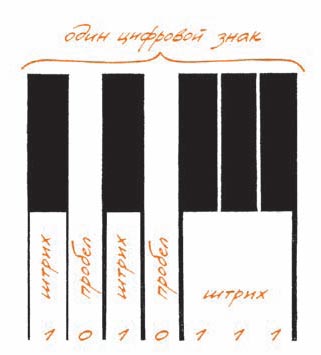 один цифровой знак
штрих пробел штрих пробел штрих
1 0 1 0 1 1 1